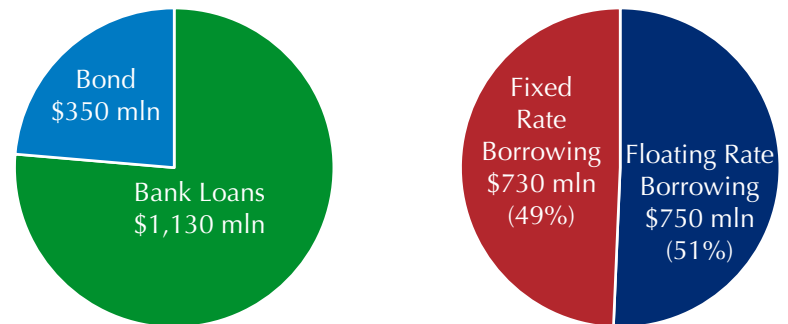 Bond
$350 mln
Bank Loans
$1,130 mln
Fixed
Rate
Borrowing
$730 mln
(49%)
Floating Rate
Borrowing
$750 mln
(51%)